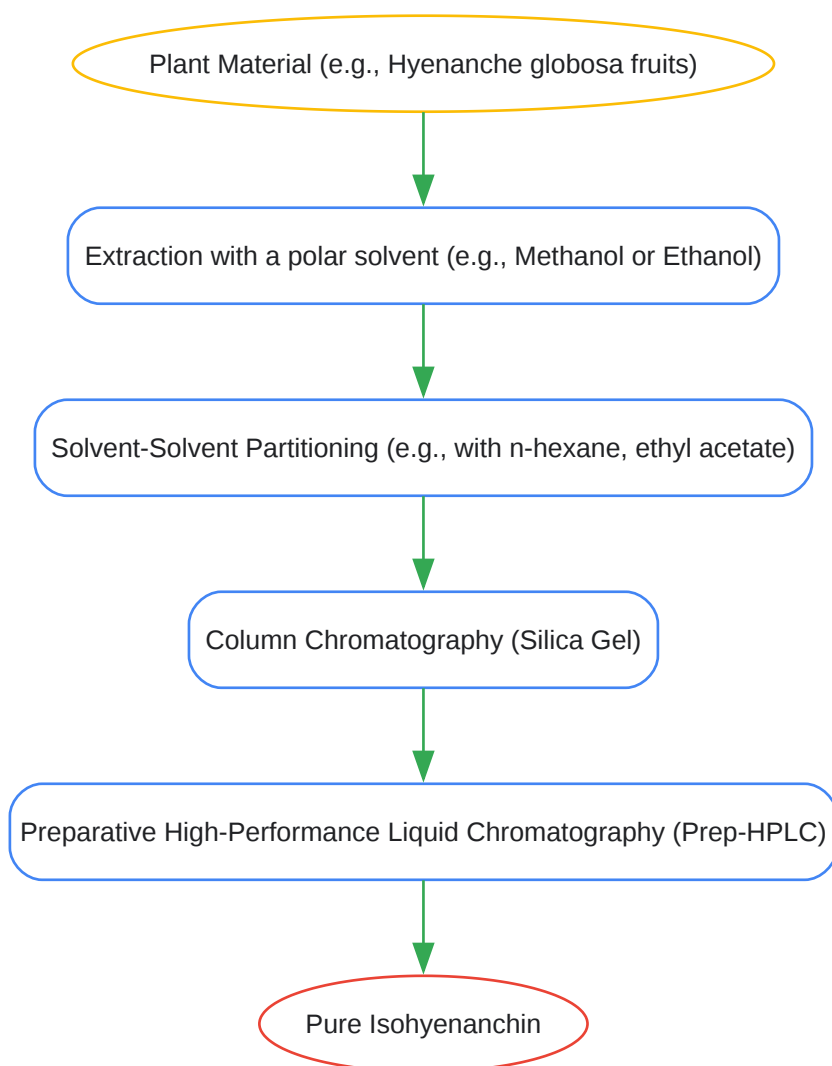 Plant Material (e.g., Hyenanche globosa fruits)
Extraction with a polar solvent (e.g., Methanol or Ethanol)
Solvent-Solvent Partitioning (e.g., with n-hexane, ethyl acetate)
Column Chromatography (Silica Gel)
Preparative High-Performance Liquid Chromatography (Prep-HPLC)
Pure Isohyenanchin